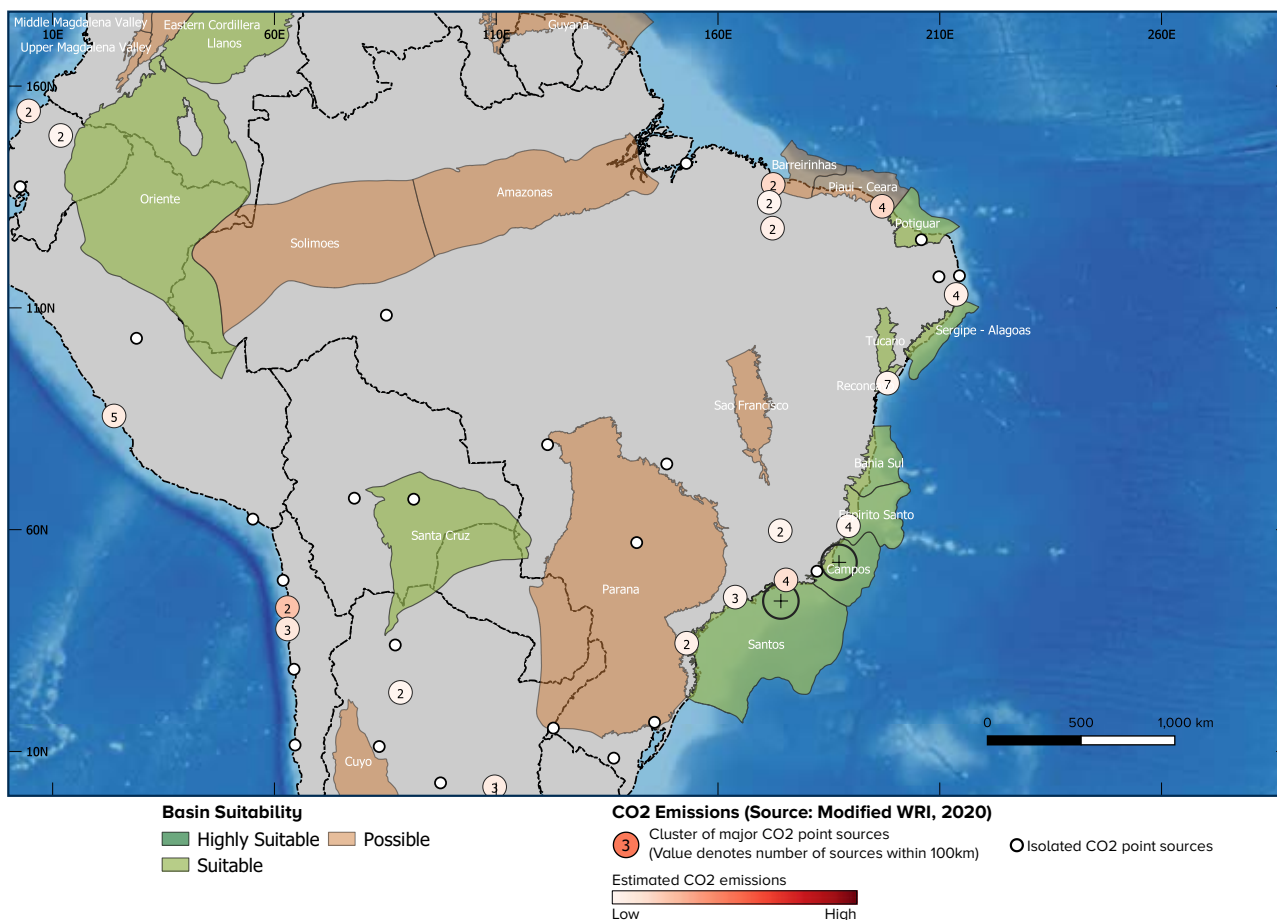 Middle Magdalena Valley
Eastern Cordillera
Guyana
10E
60E
110E
160E
210E
260E
Upper Magdalena Valley
Llanos
160N
2
2
Barreirinhas
Oriente
Amazonas
2
Piaui - Ceara
2
4
Potiguar
2
Solimoes
4
110N
Sergipe - Alagoas
Tucano
7
Sao Francisco
5
Bahia Sul
Espirito Santo
4
60N
2
Santa Cruz
Campos
4
Parana
3
2
3
Santos
2
2
0
500
1,000 km
10N
Cuyo
3
Basin Suitability
Highly Suitable
Possible
Suitable
CO2 Emissions (Source: Modified WRI, 2020)
3
Cluster of major CO2 point sources
(Value denotes number of sources within 100km)
Isolated CO2 point sources
Estimated CO2 emissions
Low
High